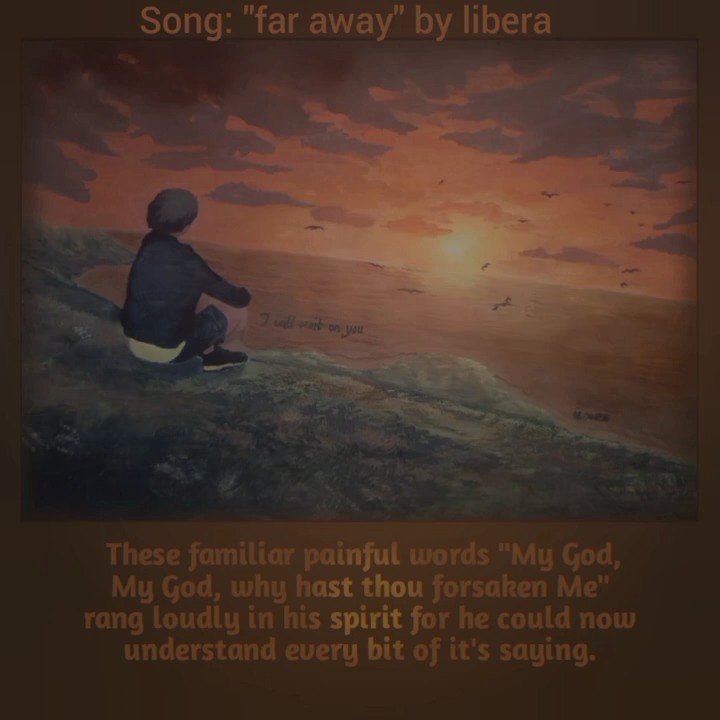 Song: "far away" by libera
"I will wait on you
These familiar painful words "My God,
My God, why hast thou forsaken Me"
rang loudly in his spirit for he could now
understand every bit of it's saying.